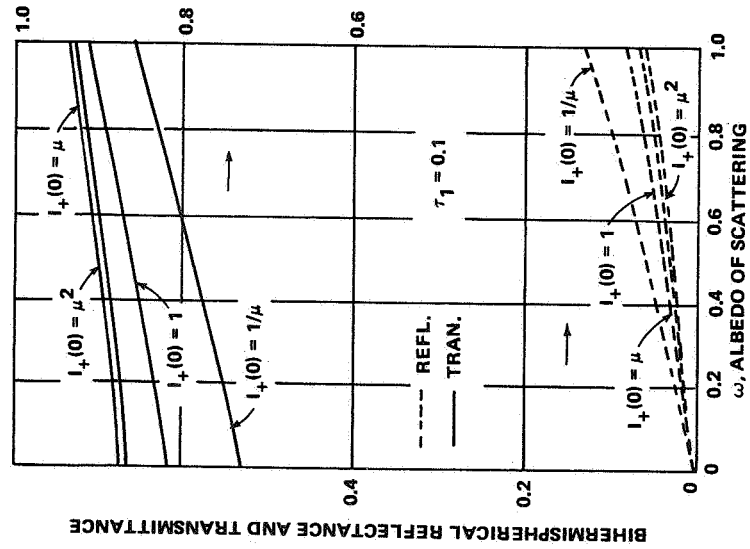 1.0
0.8
0.6
I₊(0) = μ
I₊(0) = μ²
I₊(0) = 1
I₊(0) = 1/μ
I₊(0) = 1/μ
τ₁ = 0.1
REFL.
TRAN.
I₊(0) = 1
I₊(0) = μ
I₊(0) = μ²
0.4
0.2
0
0
0.2
0.4
0.6
0.8
1.0
ω, ALBEDO OF SCATTERING
BIHERMISPHERICAL REFLECTANCE AND TRANSMITTANCE